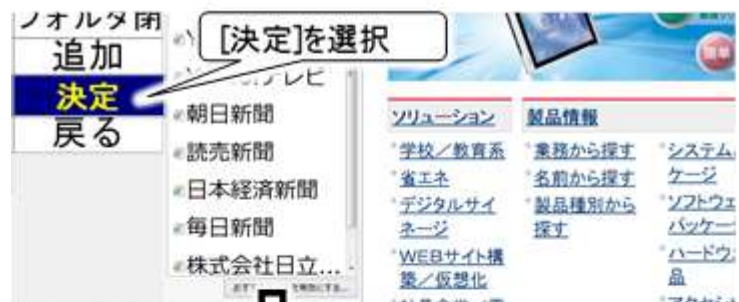 フォルダ閉
追加
決定
戻る
[決定]を選択
テレビ
朝日新聞
読売新聞
日本経済新聞
毎日新聞
株式会社日立...
ソリューション
学校／教育系
省エネ
デジタルサイ
ネージ
WEBサイト構
築／仮想化
製品情報
業務から探す
名前から探す
製品種別から
探す
システム
ケージ
ソフトウェ
パッケー
ハードウ
品
簡単